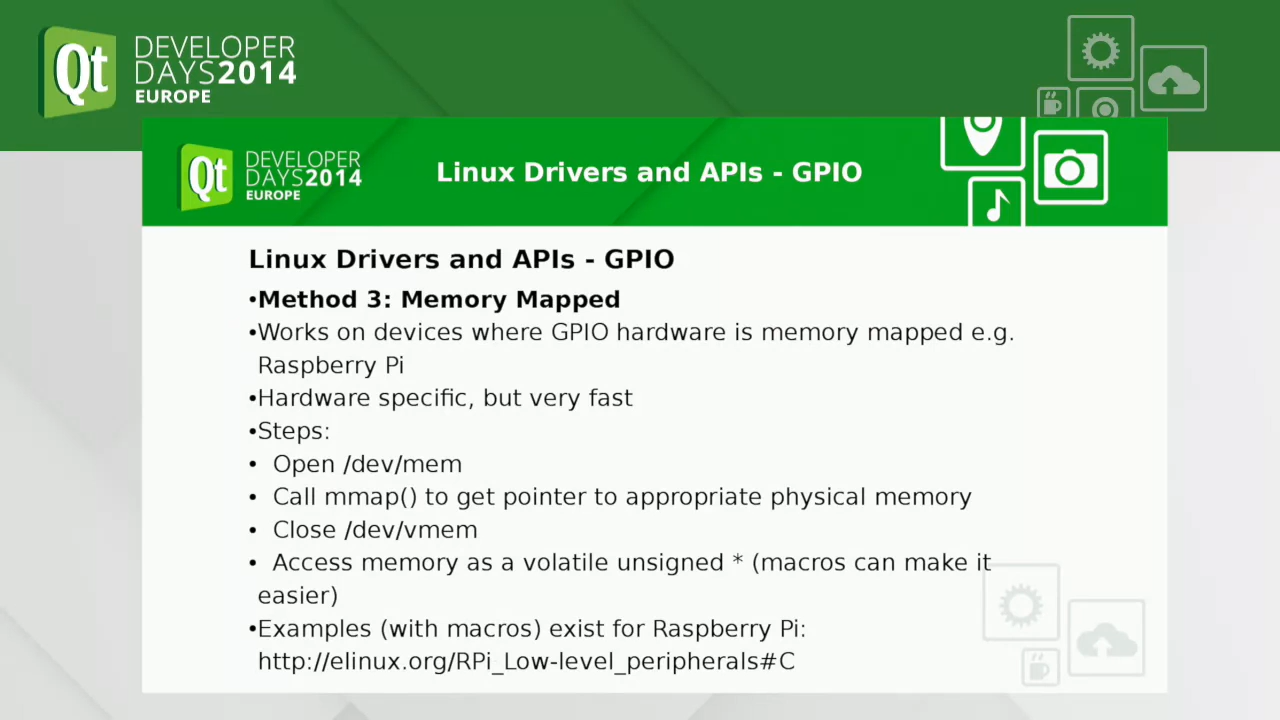 Qt DEVELOPER
DAYS2014
EUROPE
Qt DEVELOPER
DAYS2014
EUROPE
Linux Drivers and APIs - GPIO
Linux Drivers and APIs - GPIO
•Method 3: Memory Mapped
•Works on devices where GPIO hardware is memory mapped e.g.
Raspberry Pi
•Hardware specific, but very fast
•Steps:
• Open /dev/mem
• Call mmap() to get pointer to appropriate physical memory
• Close /dev/vmem
• Access memory as a volatile unsigned * (macros can make it
easier)
•Examples (with macros) exist for Raspberry Pi:
http://elinux.org/RPi_Low-level_peripherals#C